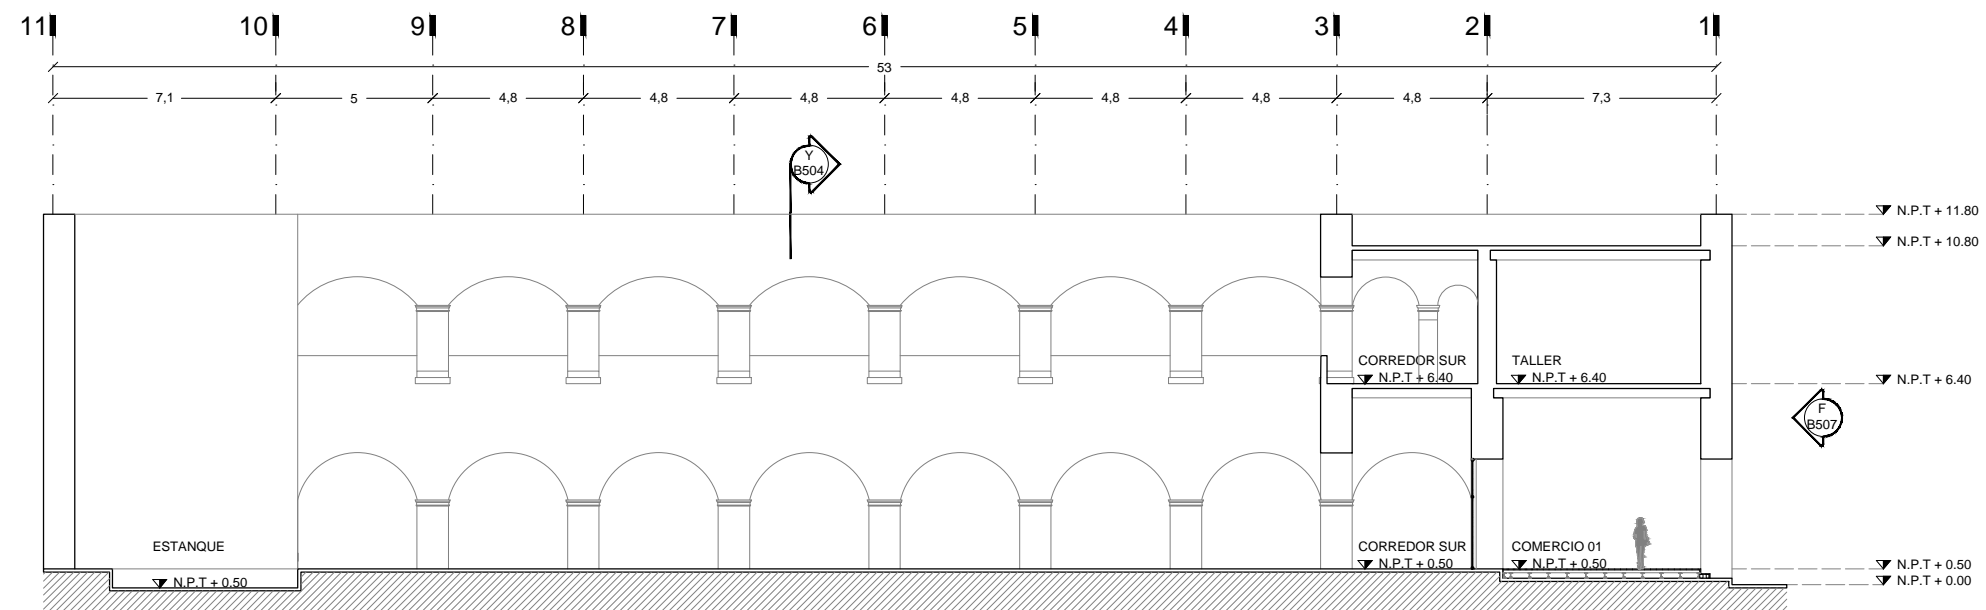 11 10 9 8 7 6 5 4 3 2 1
53
7,1 5 4,8 4,8 4,8 4,8 4,8 4,8 4,8 7,3
Y
B504
N.P.T + 11.80
N.P.T + 10.80
CORREDOR SUR
N.P.T + 6.40
TALLER
N.P.T + 6.40
N.P.T + 6.40
F
B507
ESTANQUE
N.P.T + 0.50
CORREDOR SUR
N.P.T + 0.50
COMERCIO 01
N.P.T + 0.50
N.P.T + 0.50
N.P.T + 0.00